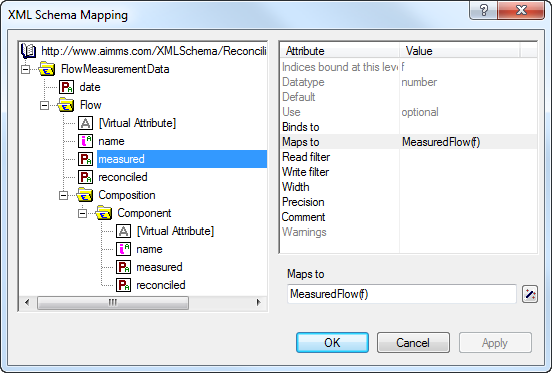 XML Schema Mapping
http://www.aimms.com/XMLSchema/Reconcili
FlowMeasurementData
date
Flow
[Virtual Attribute]
name
measured
reconciled
Composition
Component
[Virtual Attribute]
name
measured
reconciled
Attribute Value
Indices bound at this level f
Datatype number
Default
Use optional
Binds to
Maps to MeasuredFlow(f)
Read filter
Write filter
Width
Precision
Comment
Warnings
Maps to
MeasuredFlow(f)
OK Cancel Apply